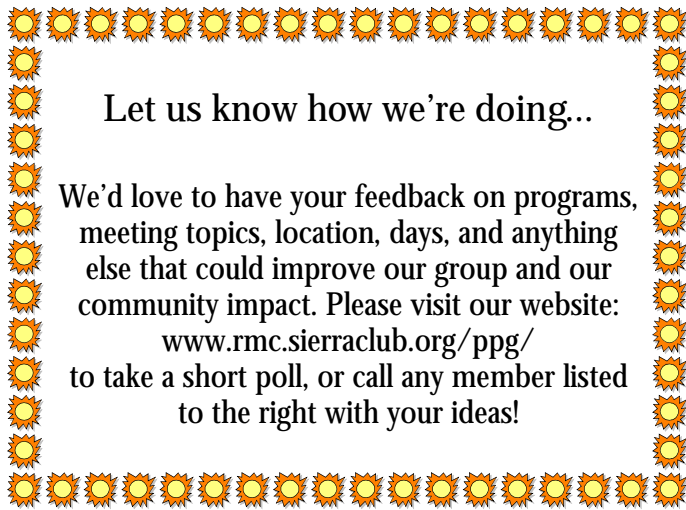 Let us know how we’re doing...
We’d love to have your feedback on programs,
meeting topics, location, days, and anything
else that could improve our group and our
community impact. Please visit our website:
www.rmc.sierraclub.org/ppg/
to take a short poll, or call any member listed
to the right with your ideas!